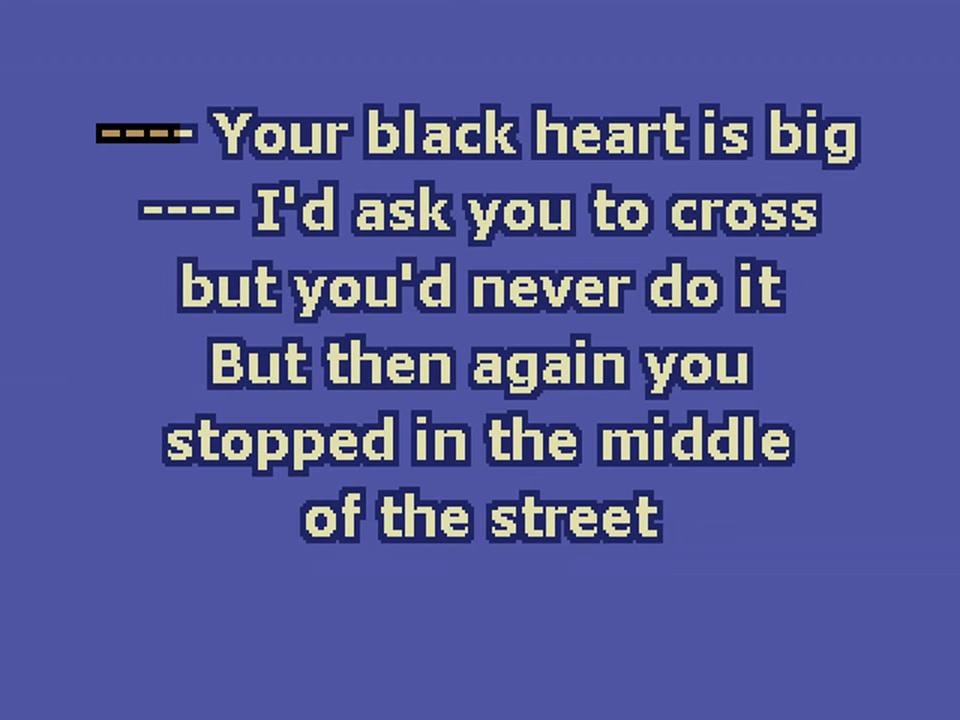 ---- Your black heart is big
---- I'd ask you to cross
but you'd never do it
But then again you
stopped in the middle
of the street